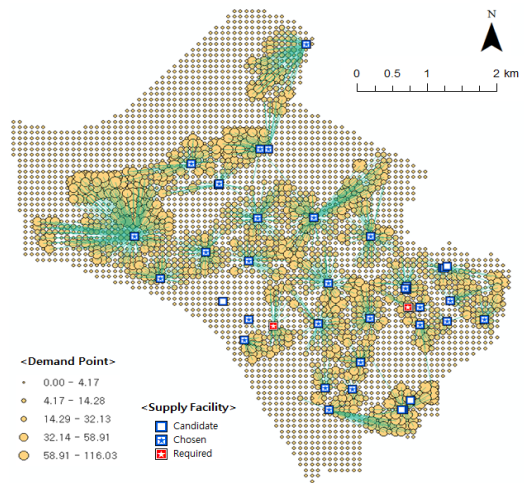 N
0 0.5 1 2 km
<Demand Point>
0.00 - 4.17
4.17 - 14.28
14.29 - 32.13
32.14 - 58.91
58.91 - 116.03
<Supply Facility>
Candidate
Chosen
Required